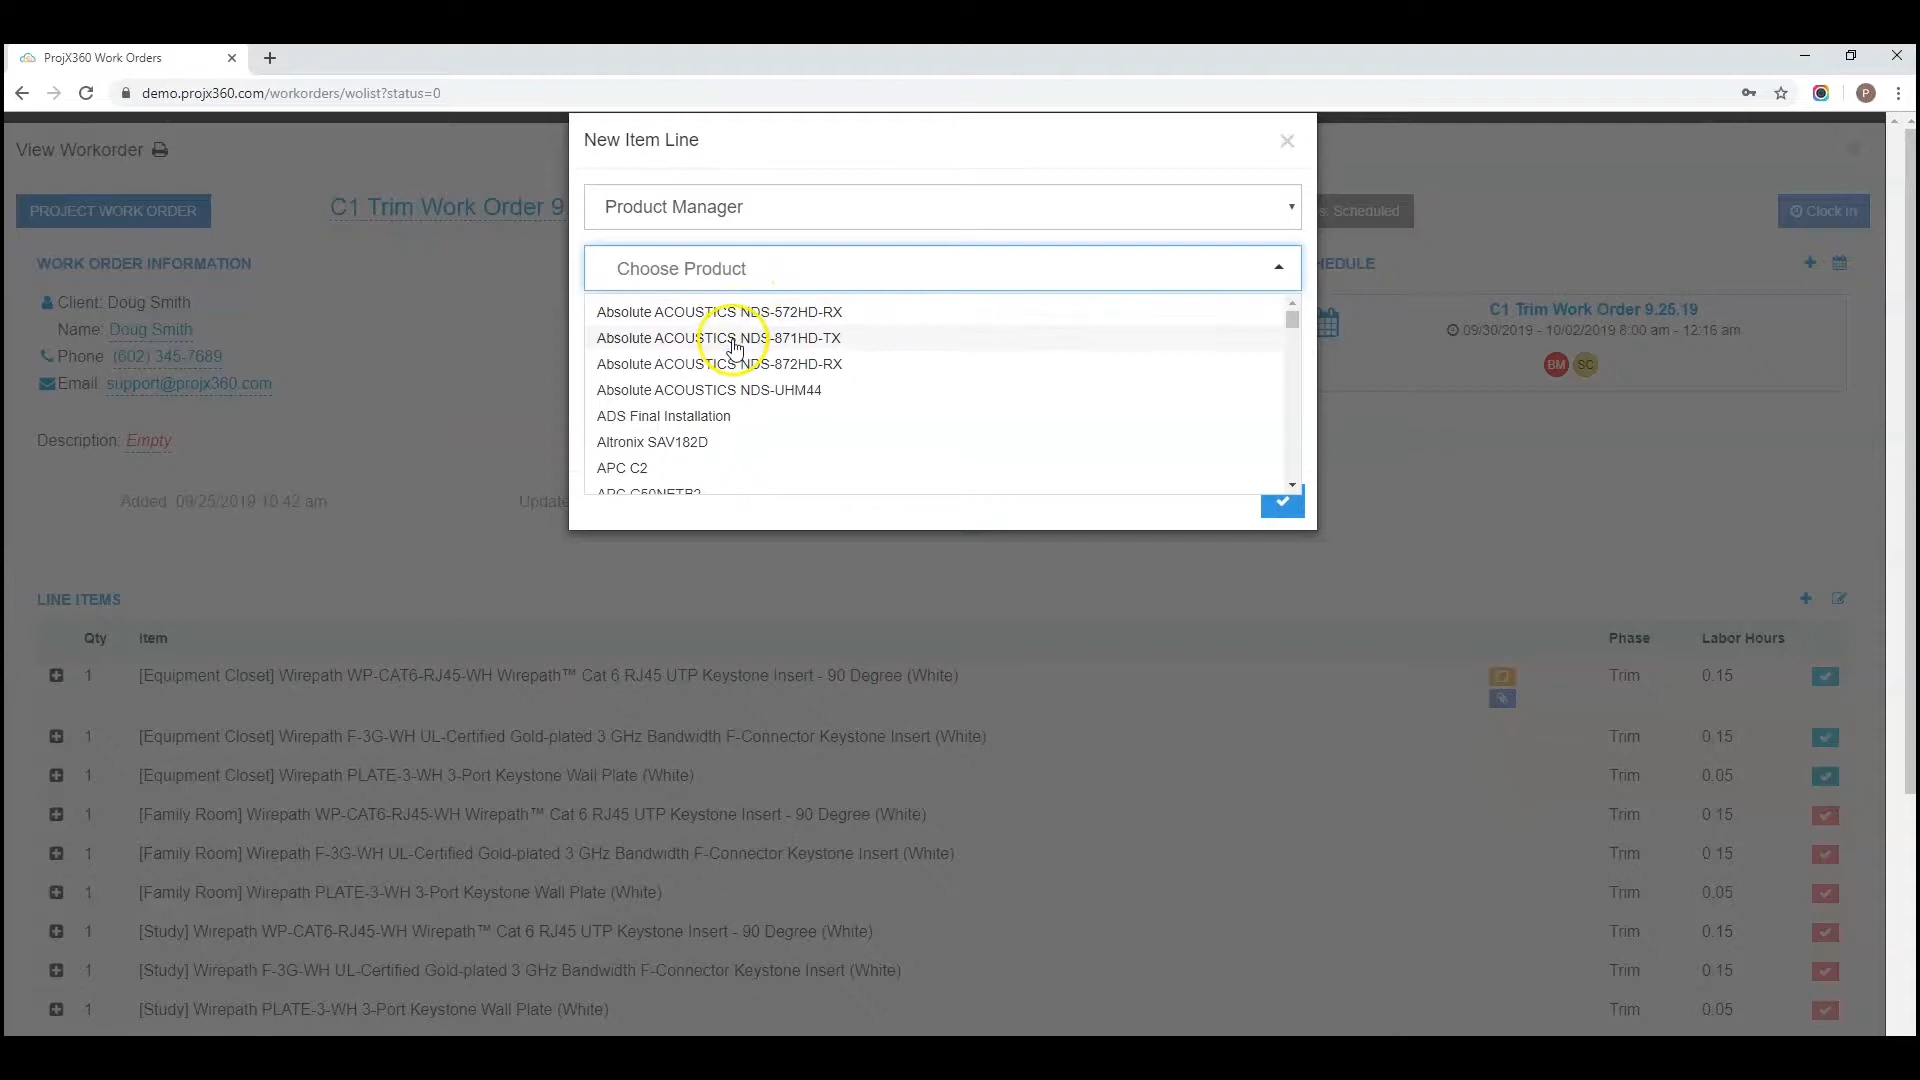 ProjX360 Work Orders
demo.projx360.com/workorders/wolist?status=0
P
View Workorder
New Item Line
PROJECT WORK ORDER
C1 Trim Work Order 9
Product Manager
s: Scheduled
Clock In
WORK ORDER INFORMATION
Choose Product
HEDULE
Client: Doug Smith
Name: Doug Smith
Phone (602) 345-7689
Email: support@projx360.com
Absolute ACOUSTICS NDS-572HD-RX
Absolute ACOUSTICS NDS-871HD-TX
Absolute ACOUSTICS NDS-872HD-RX
Absolute ACOUSTICS NDS-UHM44
ADS Final Installation
Altronix SAV182D
APC C2
APC C50NETB2
C1 Trim Work Order 9.25.19
09/30/2019 - 10/02/2019 8:00 am - 12:16 am
BM SC
Description: Empty
Added 09/25/2019 10:42 am
Update
LINE ITEMS
Qty Item Phase Labor Hours
1 [Equipment Closet] Wirepath WP-CAT6-RJ45-WH Wirepath™ Cat 6 RJ45 UTP Keystone Insert - 90 Degree (White) Trim 0.15
1 [Equipment Closet] Wirepath F-3G-WH UL-Certified Gold-plated 3 GHz Bandwidth F-Connector Keystone Insert (White) Trim 0.15
1 [Equipment Closet] Wirepath PLATE-3-WH 3-Port Keystone Wall Plate (White) Trim 0.05
1 [Family Room] Wirepath WP-CAT6-RJ45-WH Wirepath™ Cat 6 RJ45 UTP Keystone Insert - 90 Degree (White) Trim 0.15
1 [Family Room] Wirepath F-3G-WH UL-Certified Gold-plated 3 GHz Bandwidth F-Connector Keystone Insert (White) Trim 0.15
1 [Family Room] Wirepath PLATE-3-WH 3-Port Keystone Wall Plate (White) Trim 0.05
1 [Study] Wirepath WP-CAT6-RJ45-WH Wirepath™ Cat 6 RJ45 UTP Keystone Insert - 90 Degree (White) Trim 0.15
1 [Study] Wirepath F-3G-WH UL-Certified Gold-plated 3 GHz Bandwidth F-Connector Keystone Insert (White) Trim 0.15
1 [Study] Wirepath PLATE-3-WH 3-Port Keystone Wall Plate (White) Trim 0.05